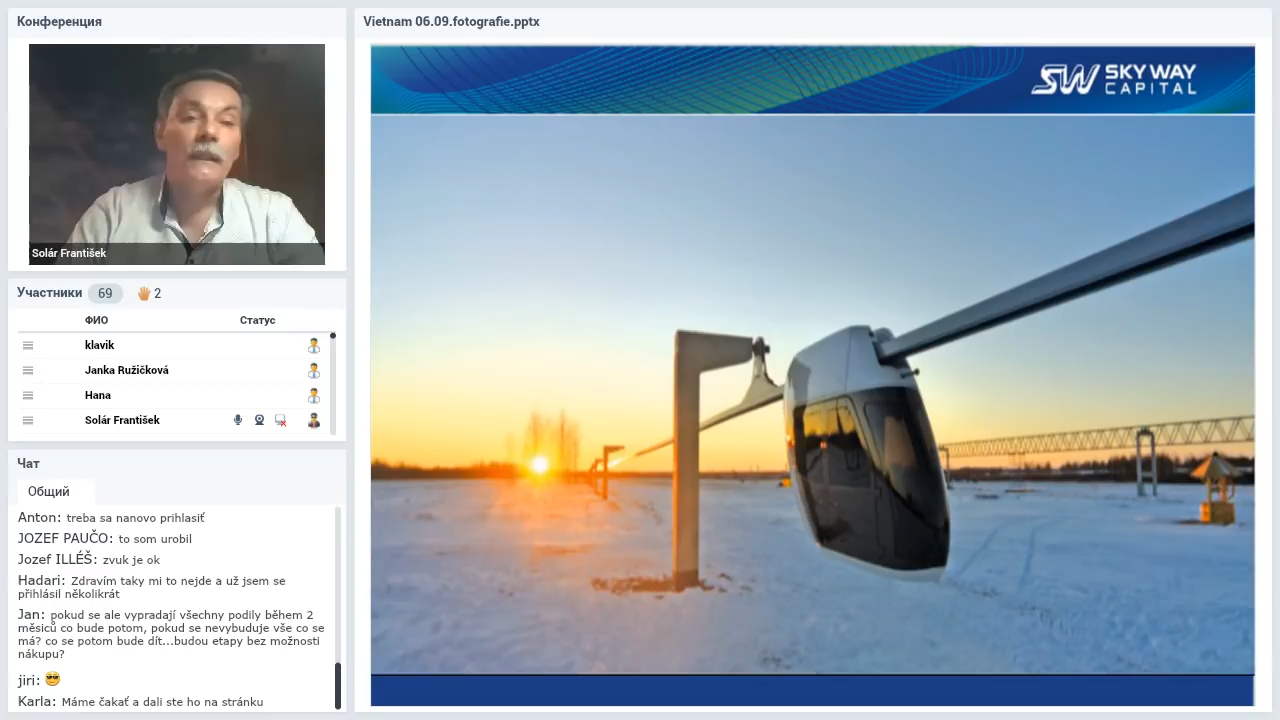 Конференция
Solár František
Участники 69 2
ФИО Статус
klavik
Janka Ružičková
Hana
Solár František
Чат
Общий
Anton: treba sa nanovo prihlasiť
JOZEF PAUČO: to som urobil
Jozef ILLÉŠ: zvuk je ok
Hadari: Zdravím taky mi to nejde a už jsem se
přihlásil několikrát
Jan: pokud se ale vypradají všechny podily během 2
měsiců co bude potom, pokud se nevybuduje vše co se
má? co se potom bude dít...budou etapy bez možnosti
nákupu?
jiri:
Karla: Máme čakať a dali ste ho na stránku
Vietnam 06.09.fotografie.pptx
SW SKY WAY
CAPITAL